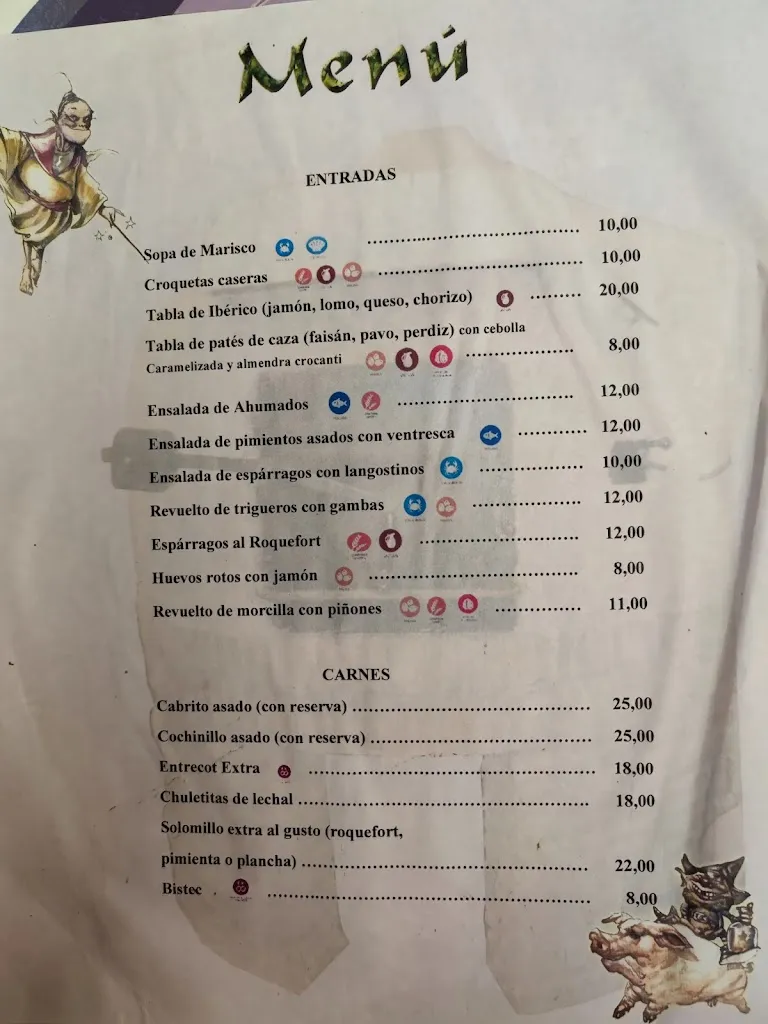 Menú
ENTRADAS
Sopa de Marisco ........................................ 10,00
Croquetas caseras ........................................ 10,00
Tabla de Ibérico (jamón, lomo, queso, chorizo) ......... 20,00
Tabla de patés de caza (faisán, pavo, perdiz) con cebolla
Caramelizada y almendra crocanti .................... 8,00
Ensalada de Ahumados ................................ 12,00
Ensalada de pimientos asados con ventresca ............. 12,00
Ensalada de espárragos con langostinos ................... 10,00
Revuelto de trigueros con gambas .................... 12,00
Espárragos al Roquefort .............................. 12,00
Huevos rotos con jamón ...................................... 8,00
Revuelto de morcilla con piñones ................ 11,00
CARNES
Cabrito asado (con reserva) ............................................ 25,00
Cochinillo asado (con reserva) ........................................ 25,00
Entrecot Extra ..................................................... 18,00
Chuletitas de lechal ..................................................... 18,00
Solomillo extra al gusto (roquefort,
pimienta o plancha) ..................................................... 22,00
Bistec . ........................................................... 8,00